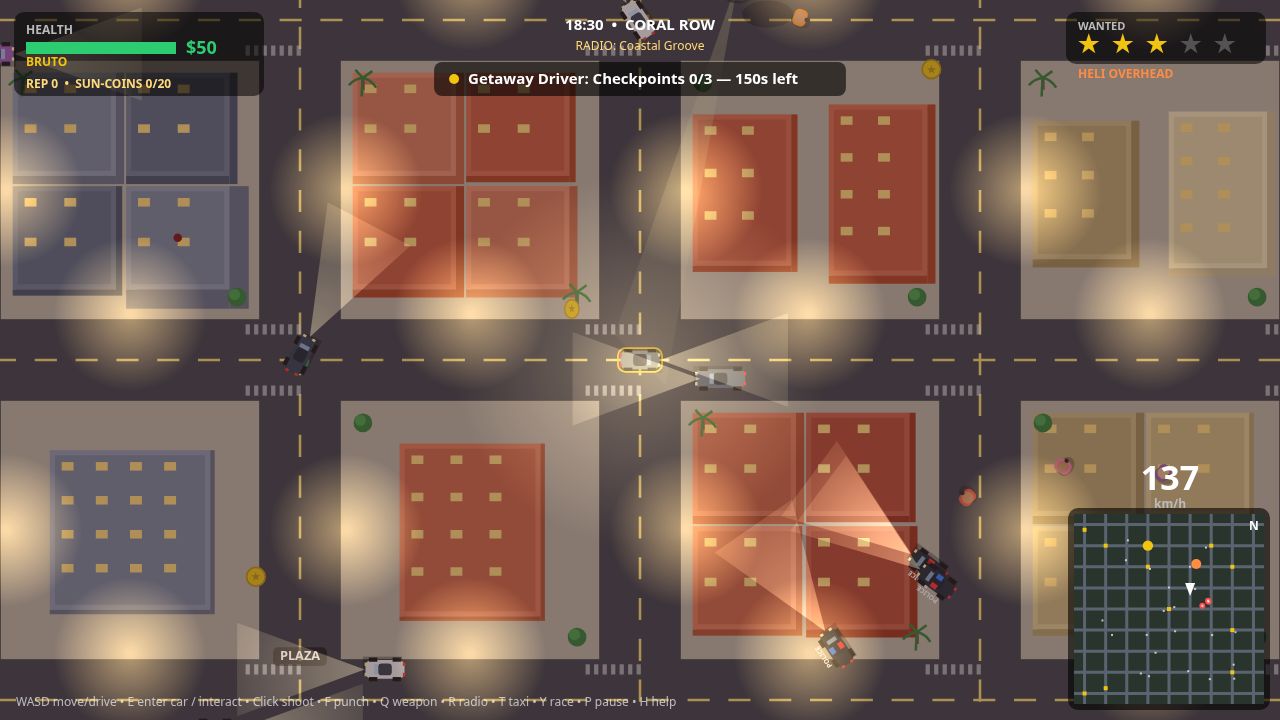 HEALTH
$50
BRUTO
REP 0 • SUN-COINS 0/20
18:30 • CORAL ROW
RADIO: Coastal Groove
Getaway Driver: Checkpoints 0/3 — 150s left
WANTED
HELI OVERHEAD
137
km/h
N
POLICE
POLICE
PLAZA
WASD move/drive • E enter car / interact • Click shoot • F punch • Q weapon • R radio • T taxi • Y race • P pause • H help